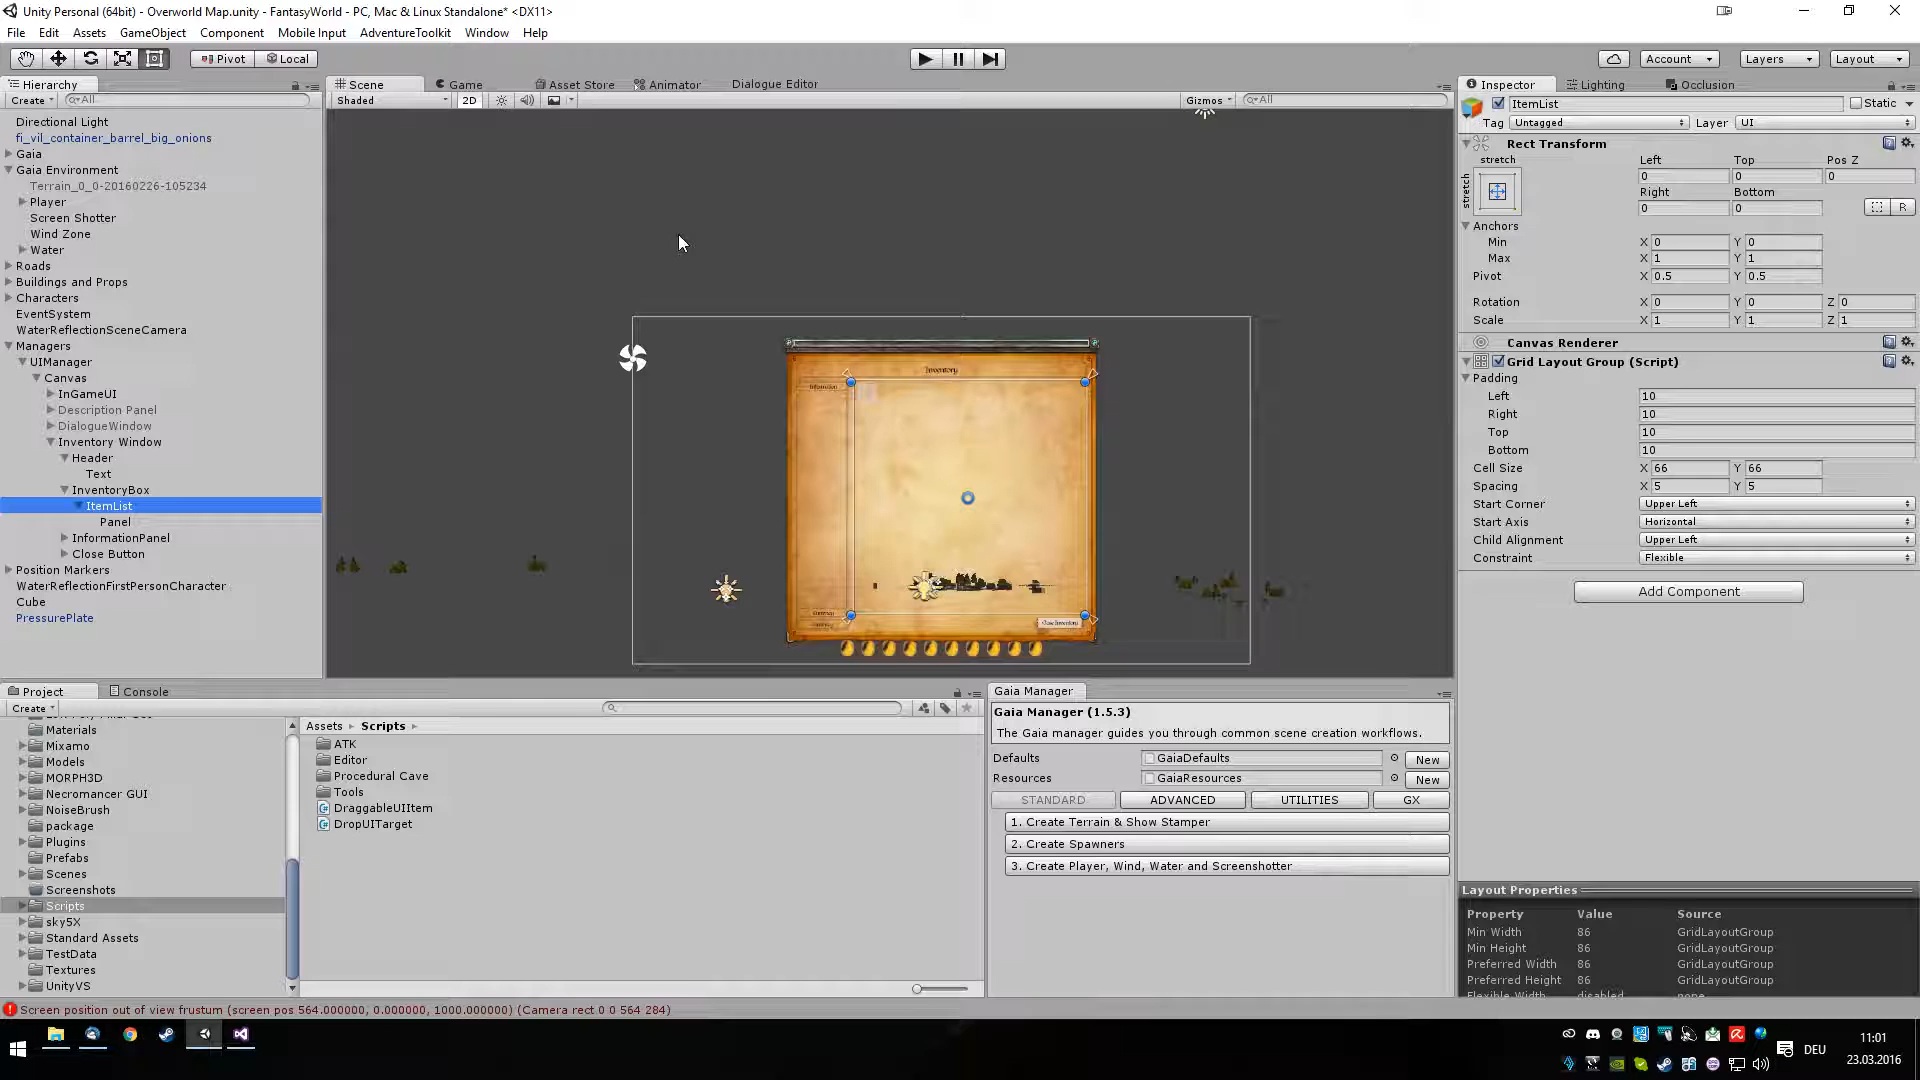 Unity Personal (64bit) - Overworld Map.unity - FantasyWorld - PC, Mac & Linux Standalone* <DX11>
File Edit Assets GameObject Component Mobile Input AdventureToolkit Window Help
Pivot Local
Account Layers Layout
Hierarchy
Create All
Directional Light
fi_vil_container_barrel_big_onions
Gaia
Gaia Environment
Terrain_0_0-20160226-105234
Player
Screen Shotter
Wind Zone
Water
Roads
Buildings and Props
Characters
EventSystem
WaterReflectionSceneCamera
Managers
UIManager
Canvas
InGameUI
Description Panel
DialogueWindow
Inventory Window
Header
Text
InventoryBox
ItemList
Panel
InformationPanel
Close Button
Position Markers
WaterReflectionFirstPersonCharacter
Cube
PressurePlate
Scene Game Asset Store Animator Dialogue Editor
Shaded 2D Gizmos All
Inventory
Information
Close Inventory
Inspector Lighting Occlusion
ItemList Static
Tag Untagged Layer UI
Rect Transform
stretch
stretch
Left Top Pos Z
0 0 0
Right Bottom
0 0 R
Anchors
Min X 0 Y 0
Max X 1 Y 1
Pivot X 0.5 Y 0.5
Rotation X 0 Y 0 Z 0
Scale X 1 Y 1 Z 1
Canvas Renderer
Grid Layout Group (Script)
Padding
Left 10
Right 10
Top 10
Bottom 10
Cell Size X 66 Y 66
Spacing X 5 Y 5
Start Corner Upper Left
Start Axis Horizontal
Child Alignment Upper Left
Constraint Flexible
Add Component
Layout Properties
Property Value Source
Min Width 86 GridLayoutGroup
Min Height 86 GridLayoutGroup
Preferred Width 86 GridLayoutGroup
Preferred Height 86 GridLayoutGroup
Flexible Width disabled none
Project Console
Create
Materials
Mixamo
Models
MORPH3D
Necromancer GUI
NoiseBrush
package
Plugins
Prefabs
Scenes
Screenshots
Scripts
sky5X
Standard Assets
TestData
Textures
UnityVS
Assets Scripts
ATK
Editor
Procedural Cave
Tools
DraggableUIItem
DropUITarget
Gaia Manager
Gaia Manager (1.5.3)
The Gaia manager guides you through common scene creation workflows.
Defaults GaiaDefaults New
Resources GaiaResources New
STANDARD ADVANCED UTILITIES GX
1. Create Terrain & Show Stamper
2. Create Spawners
3. Create Player, Wind, Water and Screenshotter
Screen position out of view frustum (screen pos 564.000000, 0.000000, 1000.000000) (Camera rect 0 0 564 284)
DEU
11:01
23.03.2016